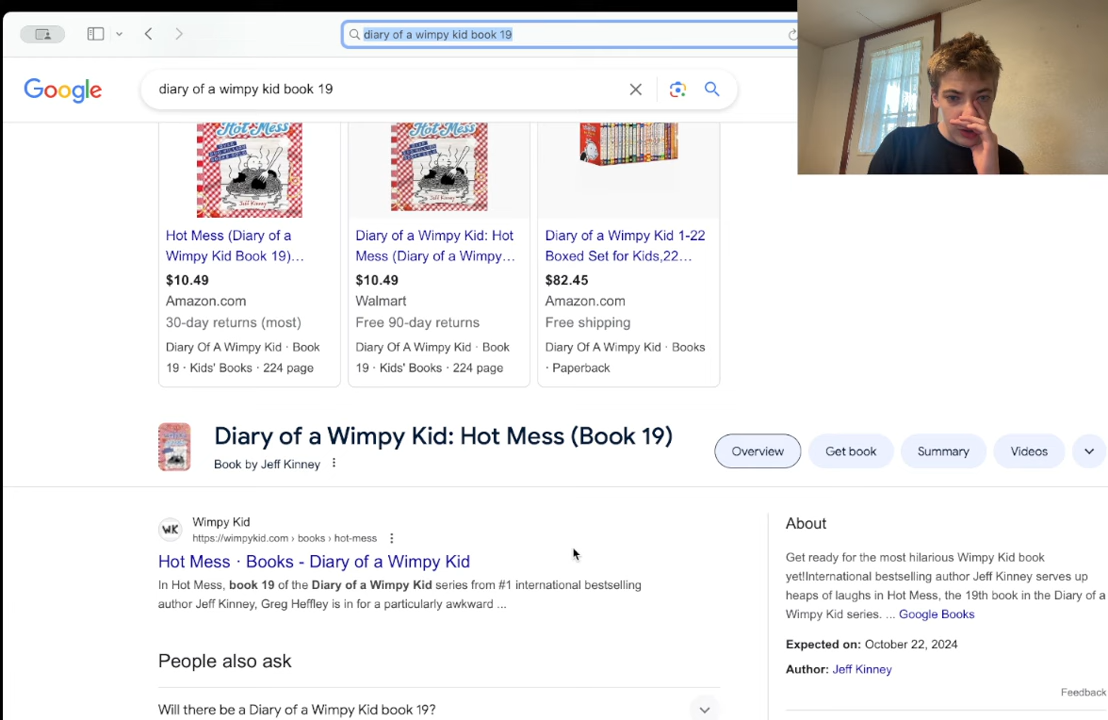 diary of a wimpy kid book 19
Google
diary of a wimpy kid book 19
Hot Mess
Jeff Kinney
Hot Mess
Jeff Kinney
Hot Mess (Diary of a
Wimpy Kid Book 19)...
$10.49
Amazon.com
30-day returns (most)
Diary Of A Wimpy Kid · Book
19 · Kids' Books · 224 page
Diary of a Wimpy Kid: Hot
Mess (Diary of a Wimpy...
$10.49
Walmart
Free 90-day returns
Diary Of A Wimpy Kid · Book
19 · Kids' Books · 224 page
Diary of a Wimpy Kid 1-22
Boxed Set for Kids,22...
$82.45
Amazon.com
Free shipping
Diary Of A Wimpy Kid · Books
· Paperback
Diary of a Wimpy Kid: Hot Mess (Book 19)
Book by Jeff Kinney
Overview
Get book
Summary
Videos
WK
Wimpy Kid
https://wimpykid.com › books › hot-mess
Hot Mess · Books - Diary of a Wimpy Kid
In Hot Mess, book 19 of the Diary of a Wimpy Kid series from #1 international bestselling
author Jeff Kinney, Greg Heffley is in for a particularly awkward ...
People also ask
Will there be a Diary of a Wimpy Kid book 19?
About
Get ready for the most hilarious Wimpy Kid book
yet!International bestselling author Jeff Kinney serves up
heaps of laughs in Hot Mess, the 19th book in the Diary of a
Wimpy Kid series. ... Google Books
Expected on: October 22, 2024
Author: Jeff Kinney
Feedback